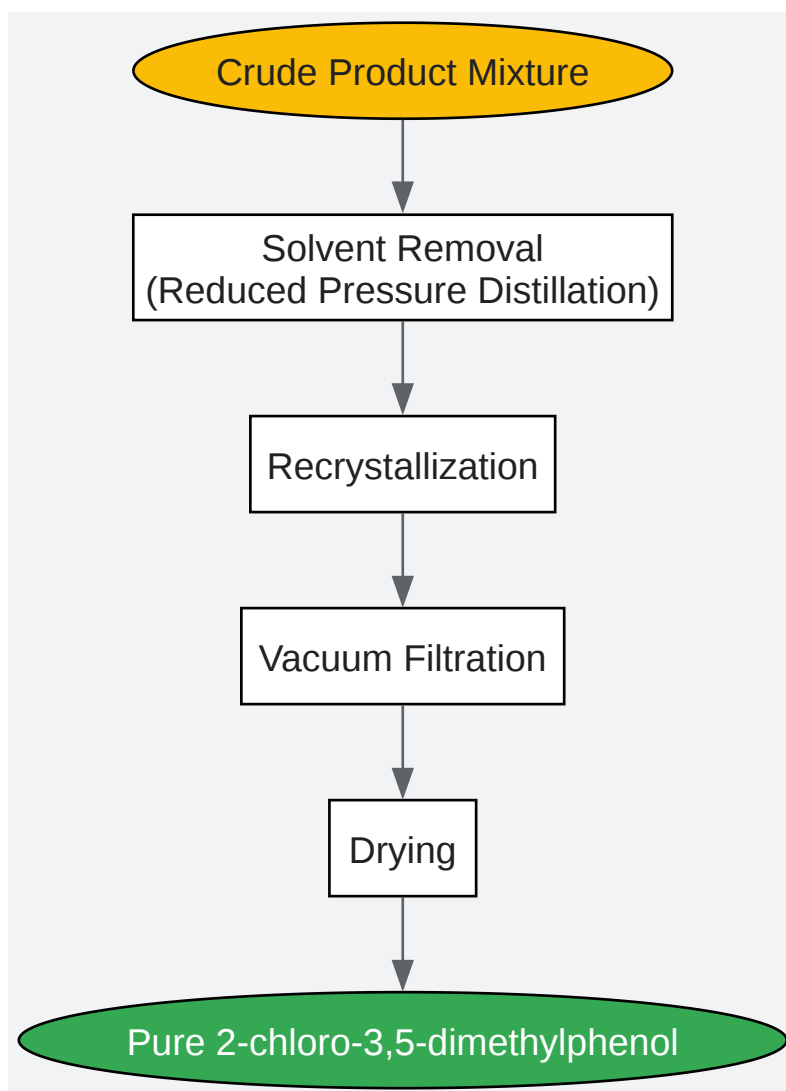 Crude Product Mixture
Solvent Removal
(Reduced Pressure Distillation)
Recrystallization
Vacuum Filtration
Drying
Pure 2-chloro-3,5-dimethylphenol